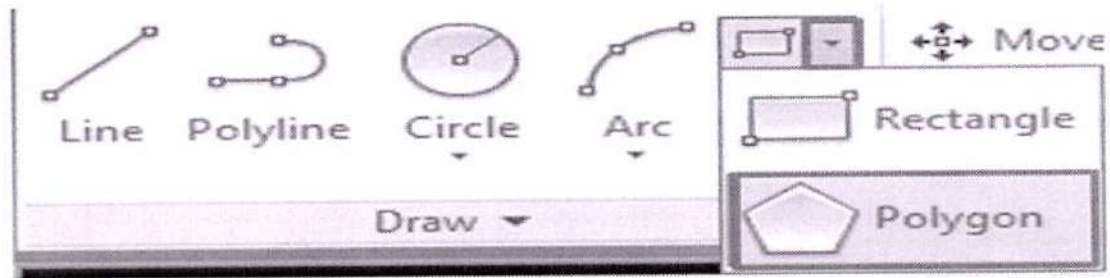 Move
Line Polyline Circle Arc
Rectangle
Polygon
Draw